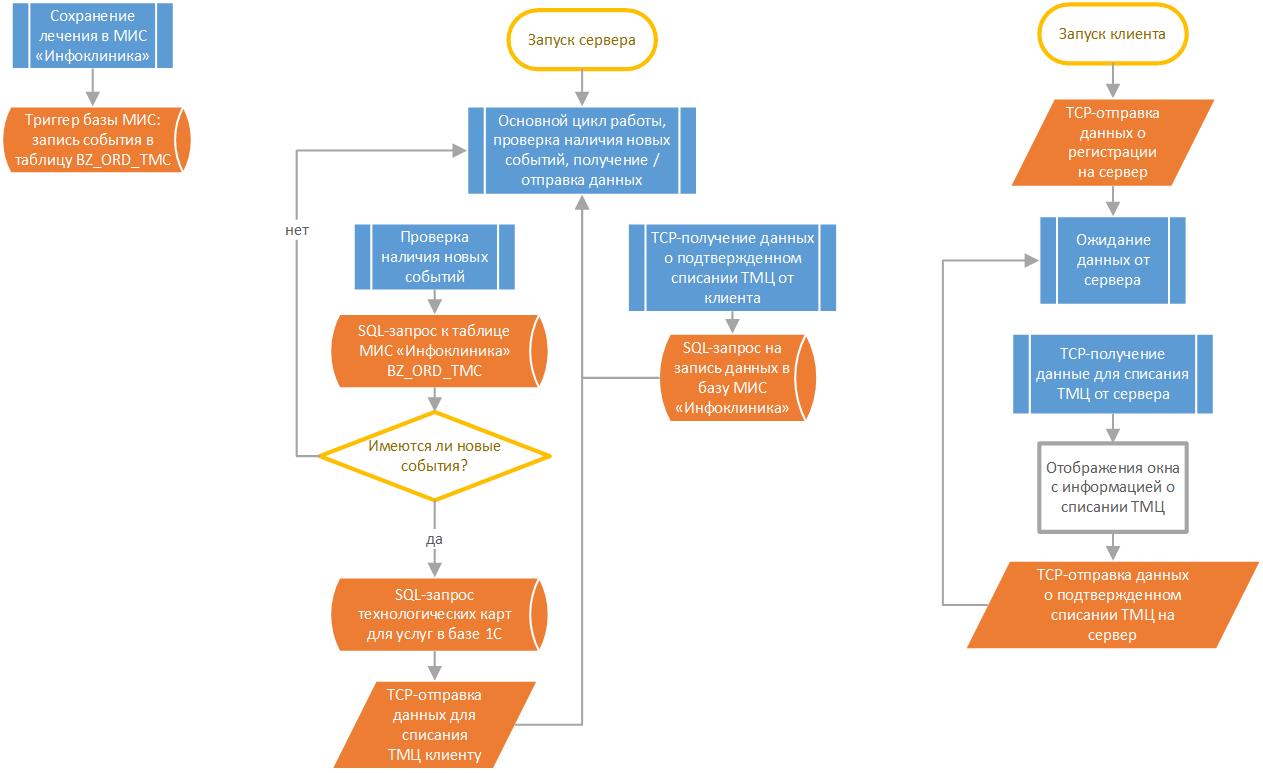 Сохранение
лечения в МИС
«Инфоклиника»
Триггер базы МИС:
запись события в
таблицу BZ_ORD_TMC
Запуск сервера
Основной цикл работы,
проверка наличия новых
событий, получение /
отправка данных
нет
Проверка
наличия новых
событий
SQL-запрос к таблице
МИС «Инфоклиника»
BZ_ORD_TMC
Имеются ли новые
события?
да
SQL-запрос
технологических карт
для услуг в базе 1С
TCP-отправка
данных для
списания
ТМЦ клиенту
TCP-получение данных
о подтвержденном
списании ТМЦ от
клиента
SQL-запрос на
запись данных в
базу МИС
«Инфоклиника»
Запуск клиента
TCP-отправка
данных о
регистрации
на сервер
Ожидание
данных от
сервера
TCP-получение
данные для списания
ТМЦ от сервера
Отображения окна
с информацией о
списании ТМЦ
TCP-отправка данных
о подтвержденном
списании ТМЦ на
сервер